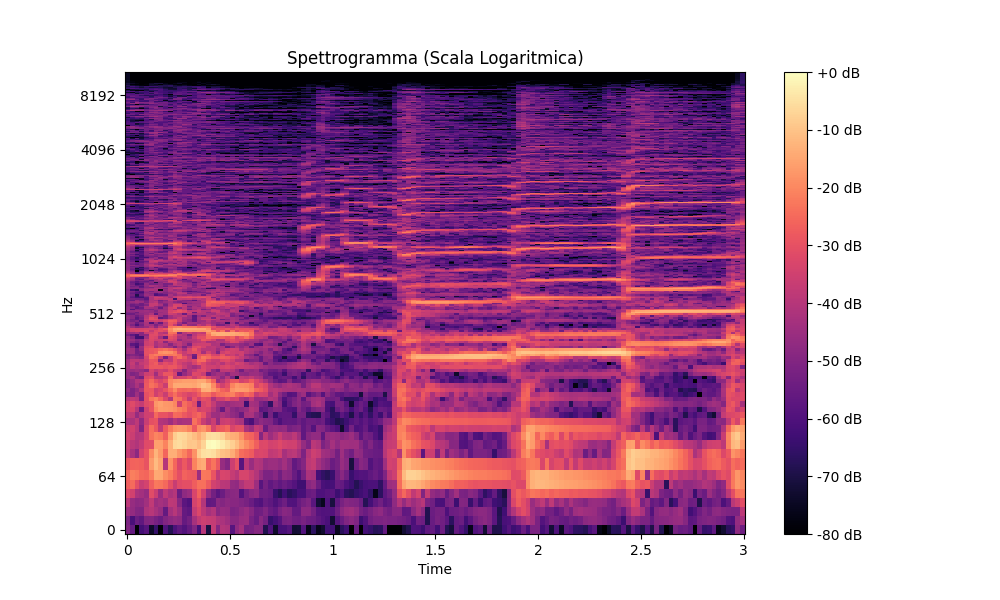 Spettrogramma (Scala Logaritmica)
Hz
8192
4096
2048
1024
512
256
128
64
0
0
0.5
1
1.5
2
2.5
3
Time
+0 dB
-10 dB
-20 dB
-30 dB
-40 dB
-50 dB
-60 dB
-70 dB
-80 dB